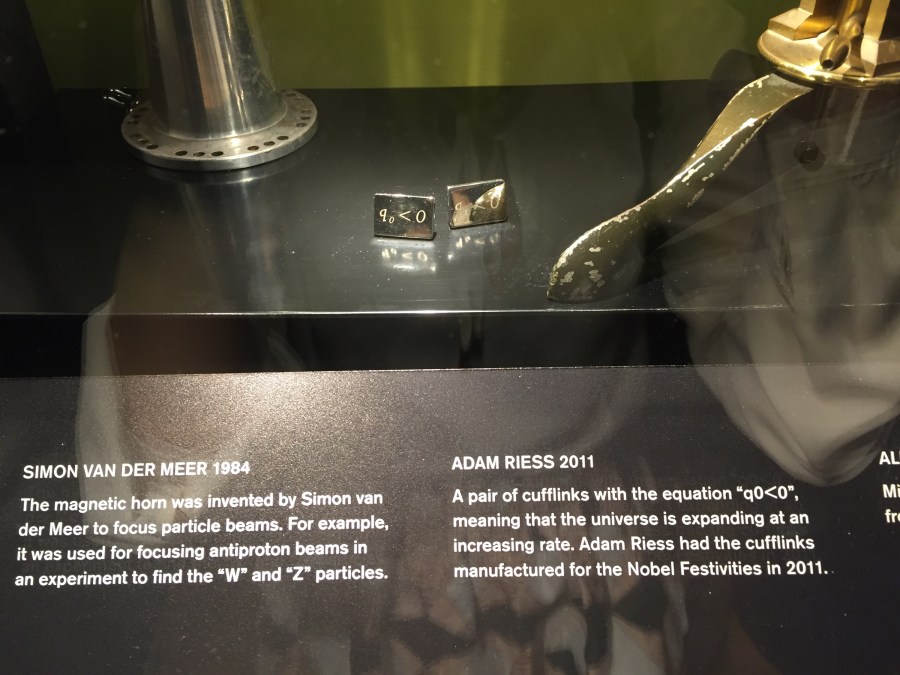 q₀<0
q <0
SIMON VAN DER MEER 1984
The magnetic horn was invented by Simon van
der Meer to focus particle beams. For example,
it was used for focusing antiproton beams in
an experiment to find the “W” and “Z” particles.
ADAM RIESS 2011
A pair of cufflinks with the equation “q0<0”,
meaning that the universe is expanding at an
increasing rate. Adam Riess had the cufflinks
manufactured for the Nobel Festivities in 2011.